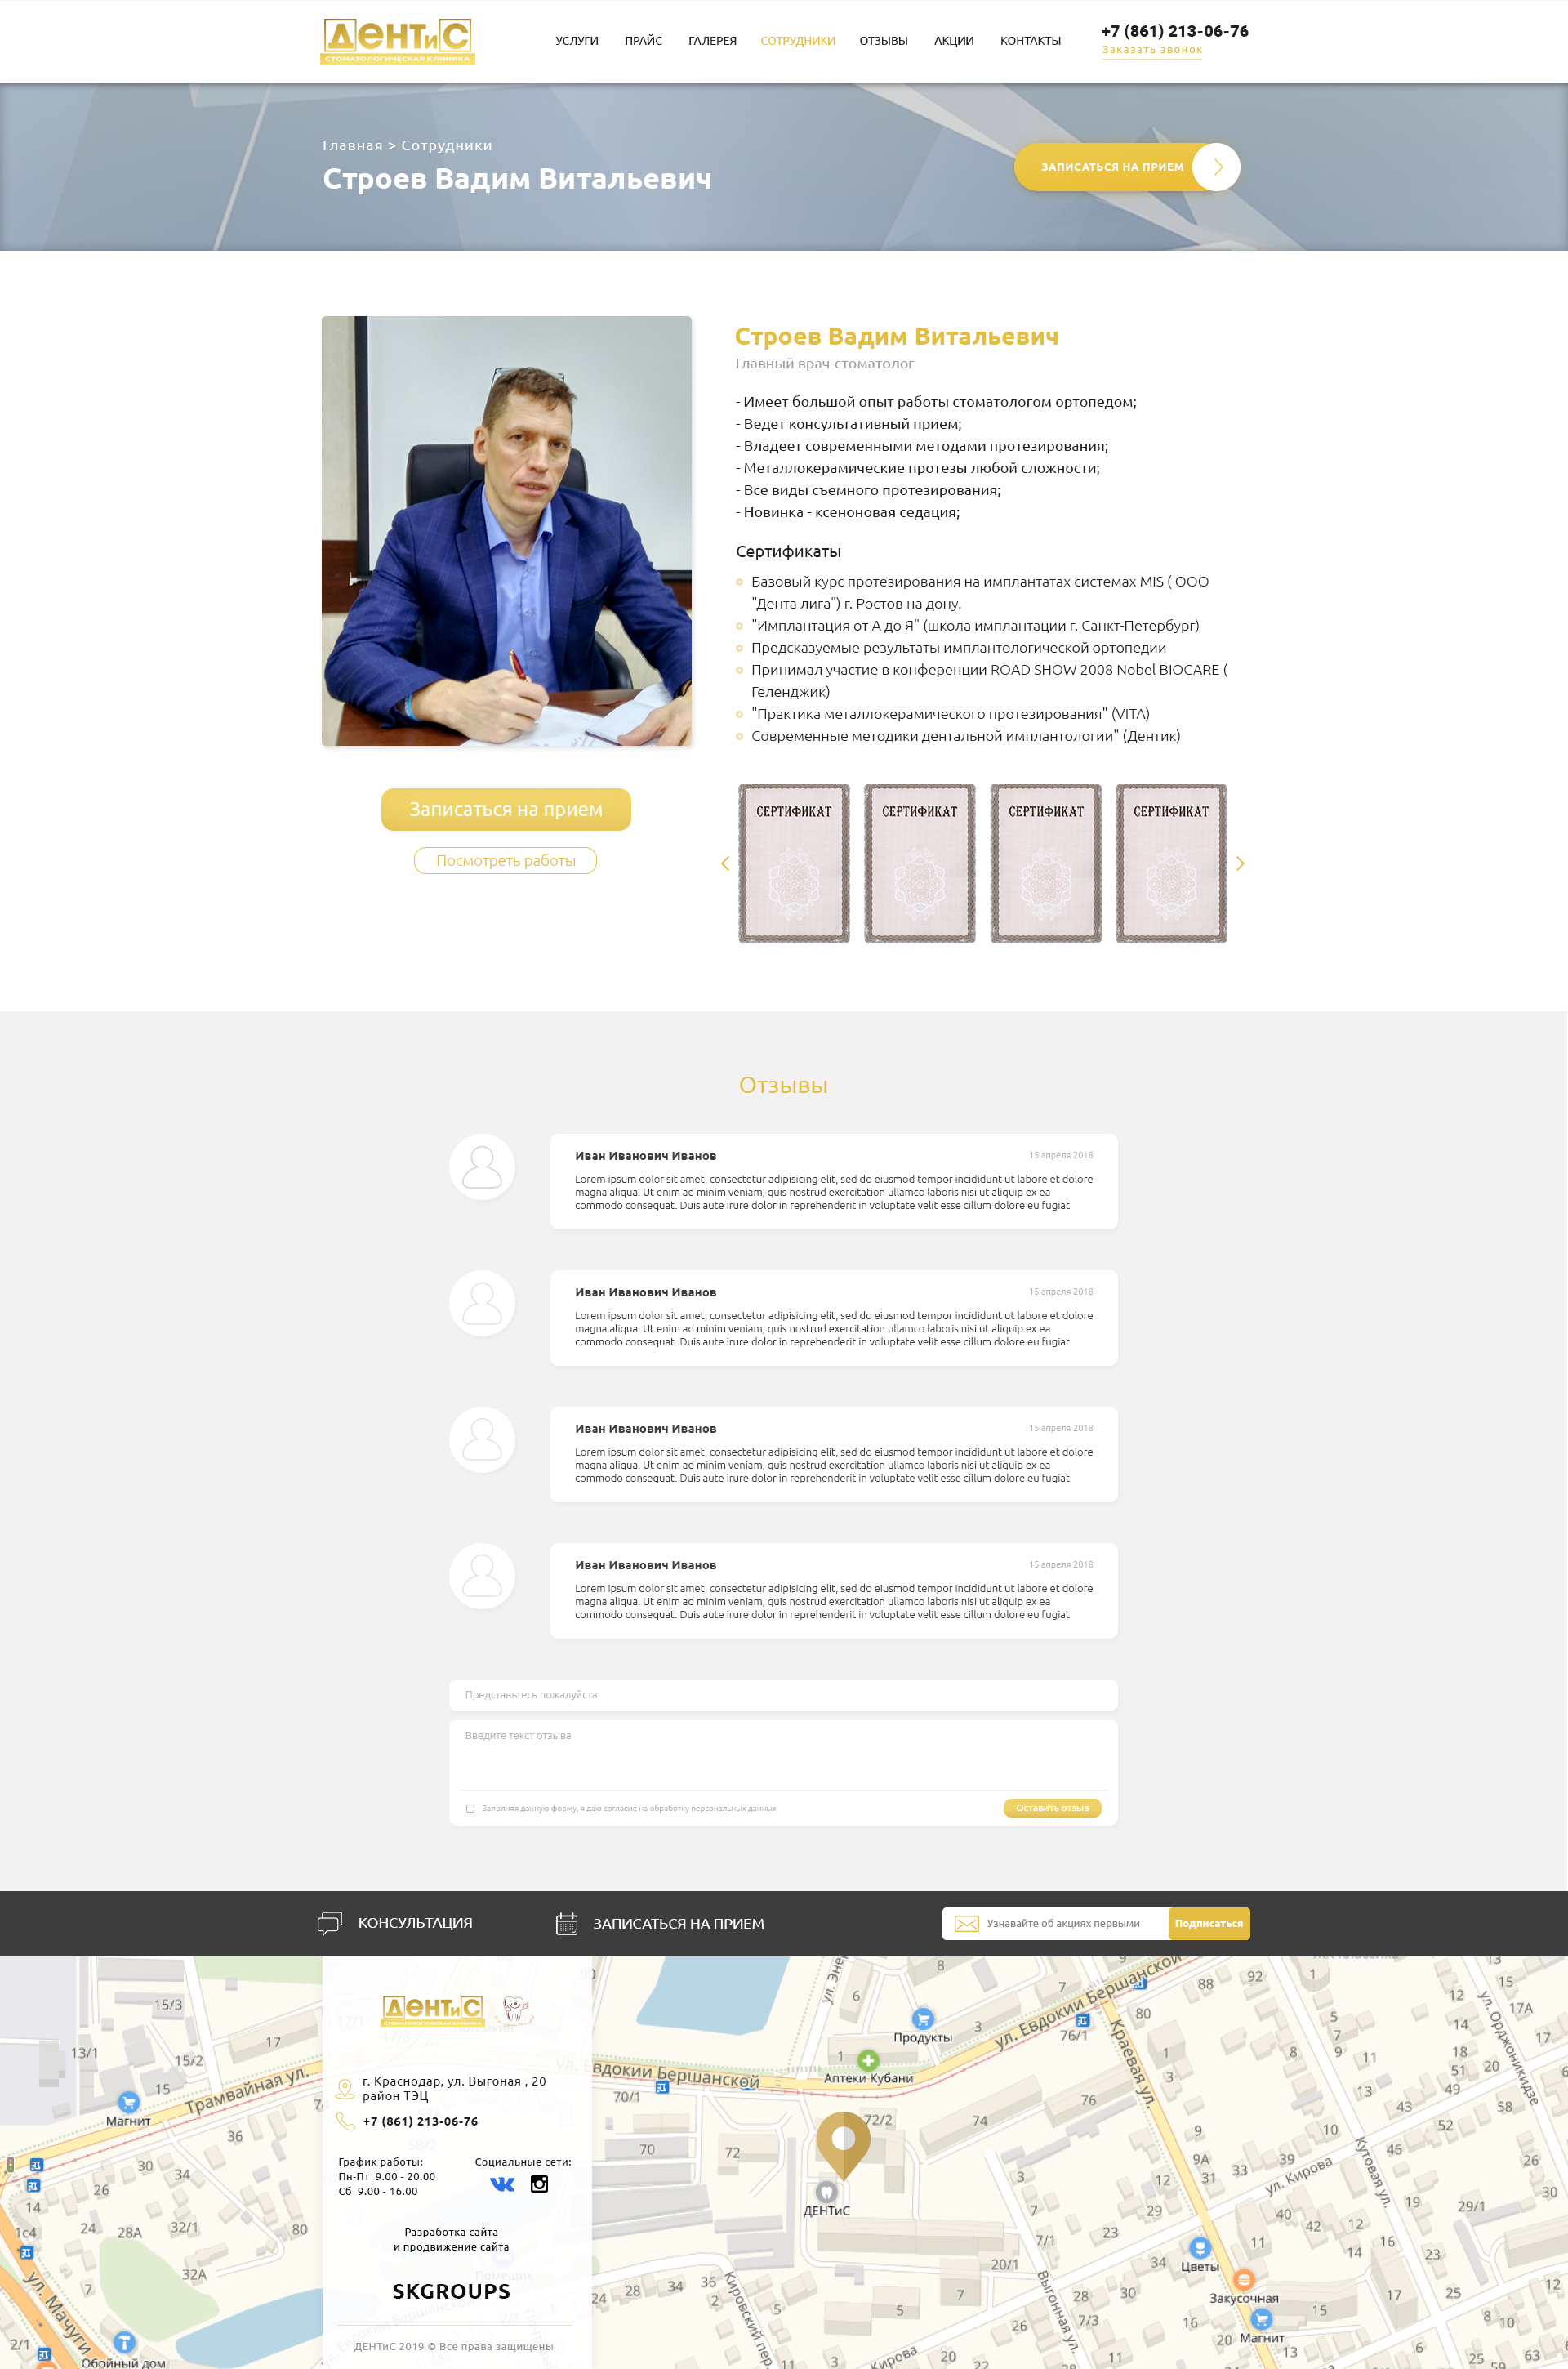 ДЕНТиС
СТОМАТОЛОГИЧЕСКАЯ КЛИНИКА
УСЛУГИ ПРАЙС ГАЛЕРЕЯ СОТРУДНИКИ ОТЗЫВЫ АКЦИИ КОНТАКТЫ
+7 (861) 213-06-76
Заказать звонок
Главная > Сотрудники
Строев Вадим Витальевич
ЗАПИСАТЬСЯ НА ПРИЕМ
Строев Вадим Витальевич
Главный врач-стоматолог
- Имеет большой опыт работы стоматологом ортопедом;
- Ведет консультативный прием;
- Владеет современными методами протезирования;
- Металлокерамические протезы любой сложности;
- Все виды съемного протезирования;
- Новинка - ксеноновая седация;
Сертификаты
Базовый курс протезирования на имплантатах системах MIS ( ООО
"Дента лига") г. Ростов на дону.
"Имплантация от А до Я" (школа имплантации г. Санкт-Петербург)
Предсказуемые результаты имплантологической ортопедии
Принимал участие в конференции ROAD SHOW 2008 Nobel BIOCARE (
Геленджик)
"Практика металлокерамического протезирования" (VITA)
Современные методики дентальной имплантологии" (Дентик)
Записаться на прием
Посмотреть работы
СЕРТИФИКАТ СЕРТИФИКАТ СЕРТИФИКАТ СЕРТИФИКАТ
Отзывы
Иван Иванович Иванов 15 апреля 2018
Lorem ipsum dolor sit amet, consectetur adipisicing elit, sed do eiusmod tempor incididunt ut labore et dolore
magna aliqua. Ut enim ad minim veniam, quis nostrud exercitation ullamco laboris nisi ut aliquip ex ea
commodo consequat. Duis aute irure dolor in reprehenderit in voluptate velit esse cillum dolore eu fugiat
Иван Иванович Иванов 15 апреля 2018
Lorem ipsum dolor sit amet, consectetur adipisicing elit, sed do eiusmod tempor incididunt ut labore et dolore
magna aliqua. Ut enim ad minim veniam, quis nostrud exercitation ullamco laboris nisi ut aliquip ex ea
commodo consequat. Duis aute irure dolor in reprehenderit in voluptate velit esse cillum dolore eu fugiat
Иван Иванович Иванов 15 апреля 2018
Lorem ipsum dolor sit amet, consectetur adipisicing elit, sed do eiusmod tempor incididunt ut labore et dolore
magna aliqua. Ut enim ad minim veniam, quis nostrud exercitation ullamco laboris nisi ut aliquip ex ea
commodo consequat. Duis aute irure dolor in reprehenderit in voluptate velit esse cillum dolore eu fugiat
Иван Иванович Иванов 15 апреля 2018
Lorem ipsum dolor sit amet, consectetur adipisicing elit, sed do eiusmod tempor incididunt ut labore et dolore
magna aliqua. Ut enim ad minim veniam, quis nostrud exercitation ullamco laboris nisi ut aliquip ex ea
commodo consequat. Duis aute irure dolor in reprehenderit in voluptate velit esse cillum dolore eu fugiat
Представьтесь пожалуйста
Введите текст отзыва
Заполняя данную форму, я даю согласие на обработку персональных данных
Оставить отзыв
КОНСУЛЬТАЦИЯ
ЗАПИСАТЬСЯ НА ПРИЕМ
Узнавайте об акциях первыми
Подписаться
ДЕНТиС
СТОМАТОЛОГИЧЕСКАЯ КЛИНИКА
г. Краснодар, ул. Выгоная , 20
район ТЭЦ
+7 (861) 213-06-76
График работы:
Пн-Пт 9.00 - 20.00
Сб 9.00 - 16.00
Социальные сети:
Разработка сайта
и продвижение сайта
SKGROUPS
ДЕНТиС 2019 © Все права защищены
Трамвайная ул.
Магнит
ул. Мачуги
Обойный дом
ул. Евдокии Бершанской
ул. Евдокии Бершанской
Продукты
Аптеки Кубани
ДЕНТиС
Краевая ул.
ул. Орджоникидзе
Кутовая ул.
ул. Кирова
Цветы
Закусочная
Магнит
Выгонная ул.
Кировский пер.
Кирова